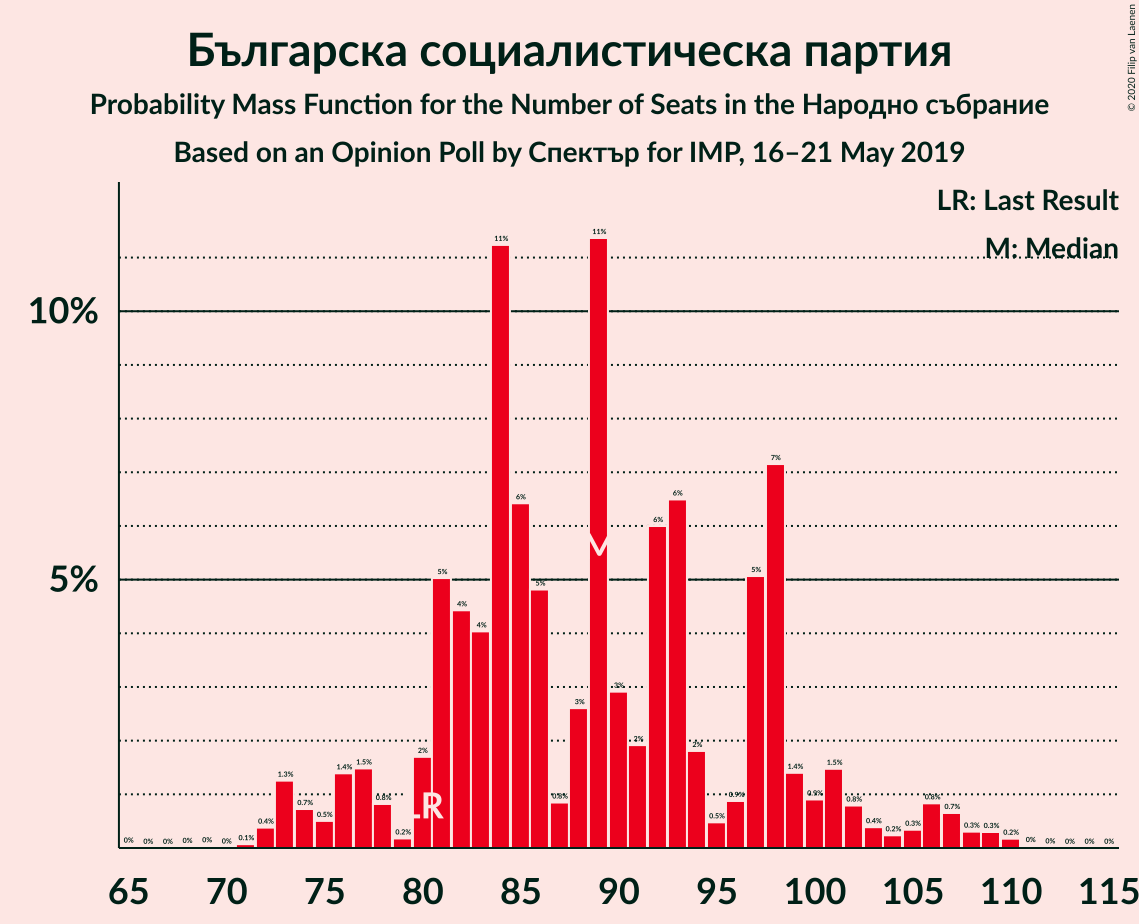 Българска социалистическа партия
Probability Mass Function for the Number of Seats in the Народно събрание
Based on an Opinion Poll by Спектър for IMP, 16–21 May 2019
© 2020 Filip van Laenen
LR: Last Result
M: Median
10%
5%
0% 0% 0% 0% 0% 0% 0.1% 0.4% 1.3% 0.7% 0.5% 1.4% 1.5% 0.8% 0.2% 2% 5% 4% 4% 11% 6% 5% 0.8% 3% 11% 3% 2% 6% 6% 2% 0.5% 0.9% 5% 7% 1.4% 0.9% 1.5% 0.8% 0.4% 0.2% 0.3% 0.8% 0.7% 0.3% 0.3% 0.2% 0% 0% 0% 0% 0%
LR
M
65 70 75 80 85 90 95 100 105 110 115